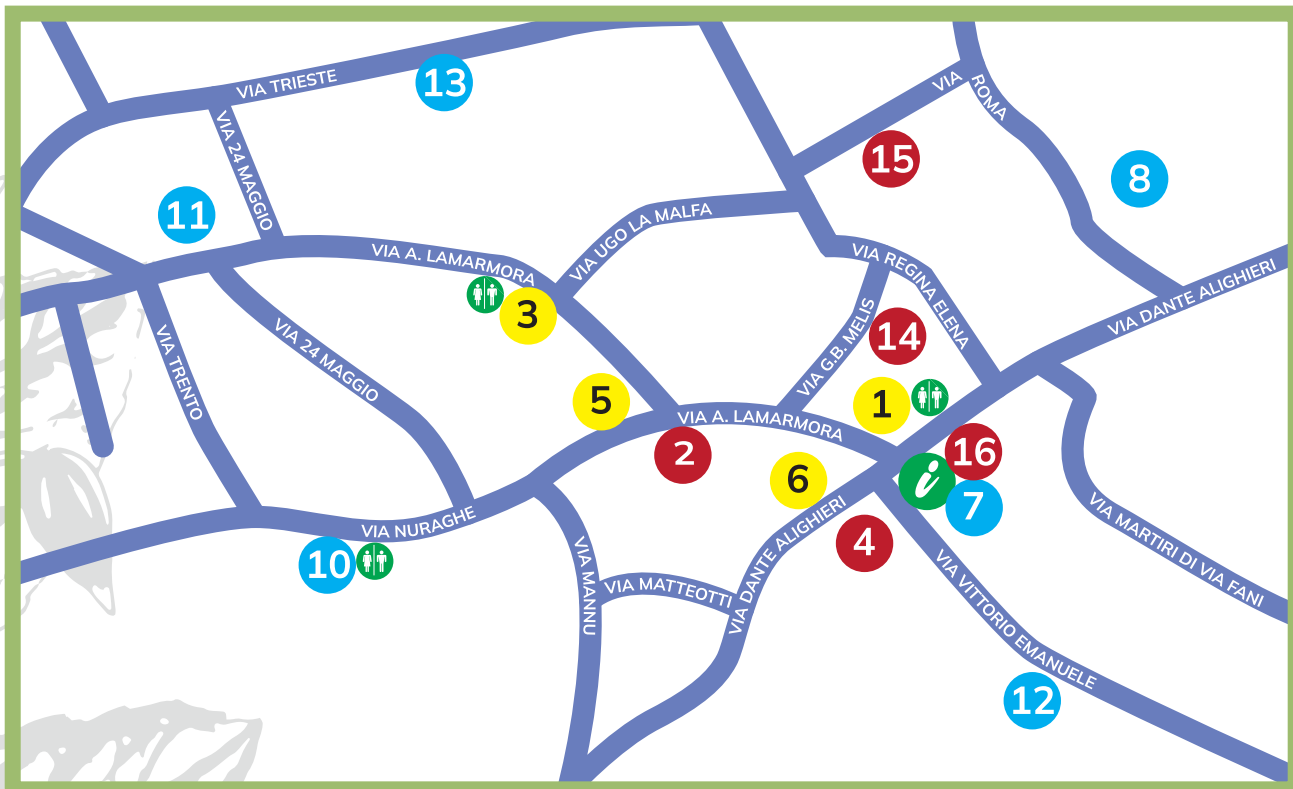 VIA TRIESTE
13
VIA
ROMA
VIA 24 MAGGIO
15
8
11
VIA UGO LA MALFA
VIA A. LAMARMORA
VIA REGINA ELENA
VIA DANTE ALIGHIERI
3
VIA G.B. MELIS
14
VIA TRENTO
VIA 24 MAGGIO
5
1
VIA A. LAMARMORA
2
16
6
i
7
VIA NURAGHE
4
10
VIA DANTE ALIGHIERI
VIA MARTIRI DI VIA FANI
VIA MANNU
VIA MATTEOTTI
VIA VITTORIO EMANUELE
12